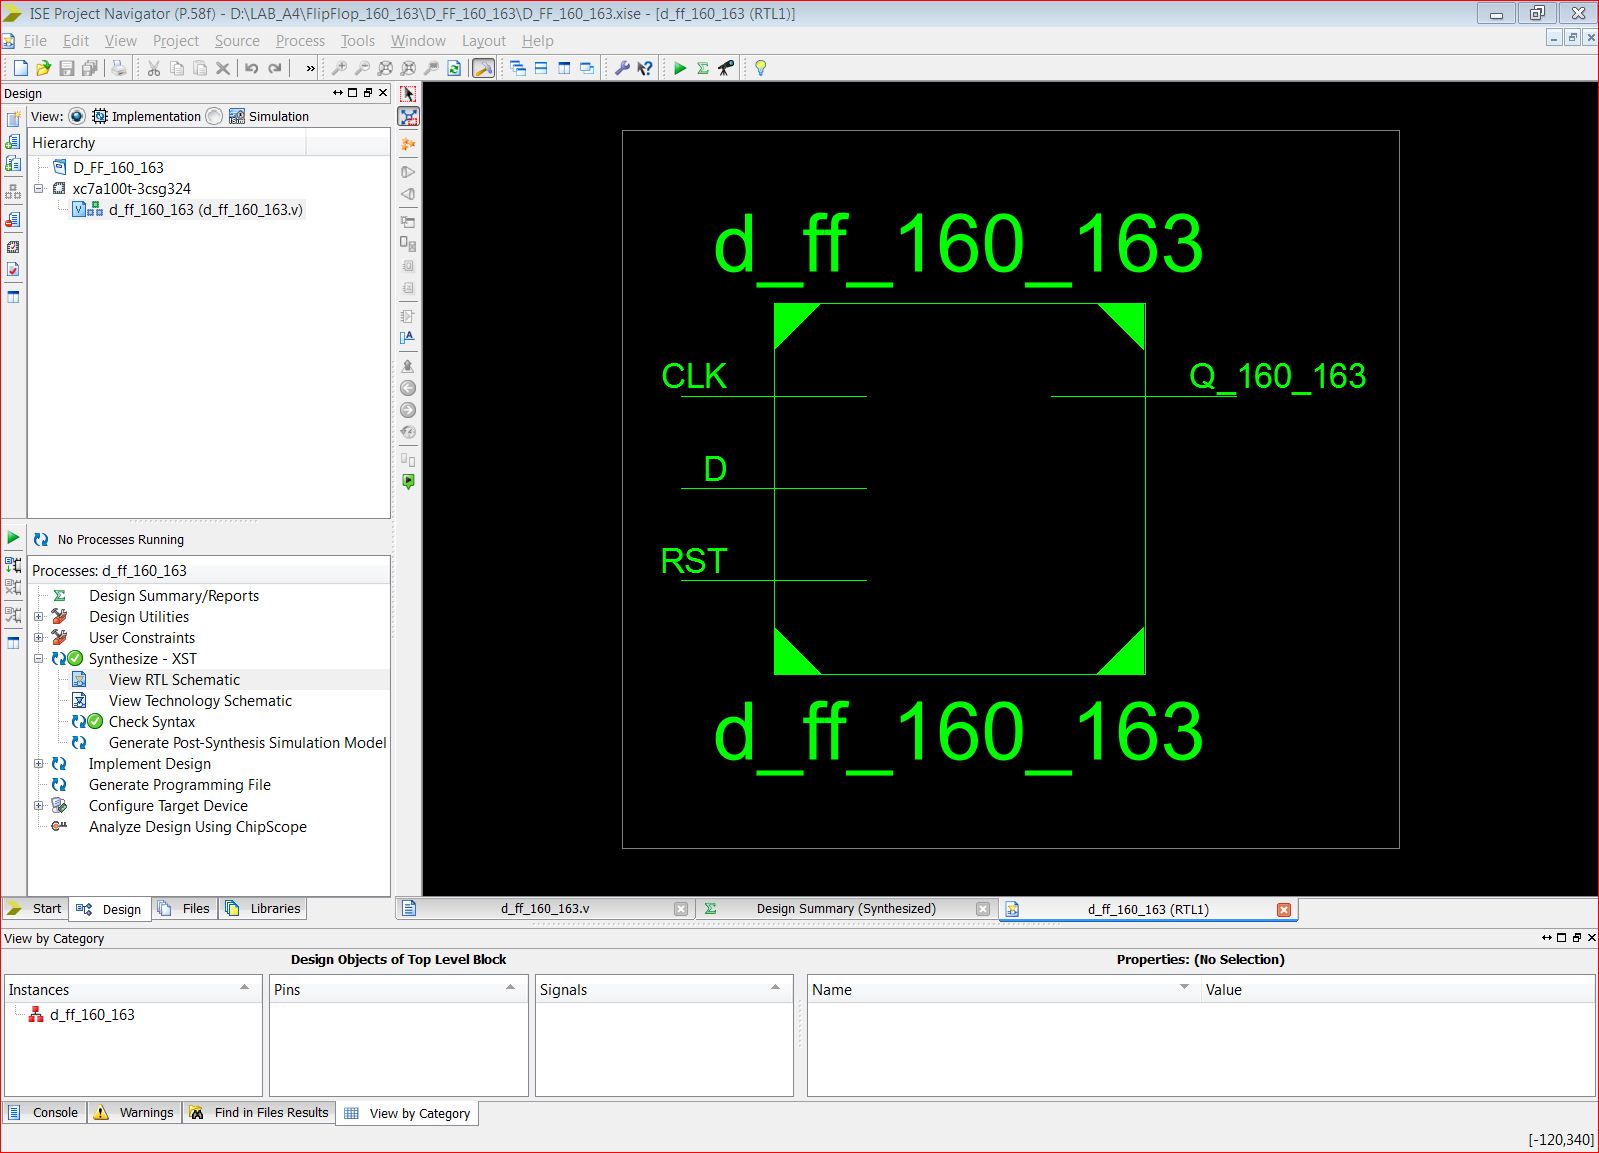 ISE Project Navigator (P.58f) - D:\LAB_A4\FlipFlop_160_163\D_FF_160_163\D_FF_160_163.xise - [d_ff_160_163 (RTL1)]
File Edit View Project Source Process Tools Window Layout Help
»
Design
View: Implementation Simulation
Hierarchy
D_FF_160_163
xc7a100t-3csg324
d_ff_160_163 (d_ff_160_163.v)
No Processes Running
Processes: d_ff_160_163
Design Summary/Reports
Design Utilities
User Constraints
Synthesize - XST
View RTL Schematic
View Technology Schematic
Check Syntax
Generate Post-Synthesis Simulation Model
Implement Design
Generate Programming File
Configure Target Device
Analyze Design Using ChipScope
Start Design Files Libraries
d_ff_160_163
CLK Q_160_163
D
RST
d_ff_160_163
d_ff_160_163.v Design Summary (Synthesized) d_ff_160_163 (RTL1)
View by Category
Design Objects of Top Level Block Properties: (No Selection)
Instances Pins Signals Name Value
d_ff_160_163
Console Warnings Find in Files Results View by Category
[-120,340]